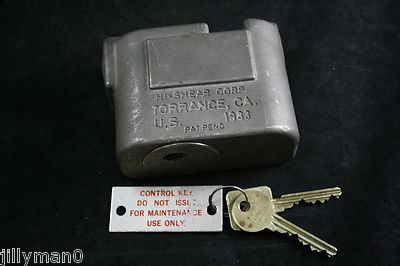 HI-SHEAR CORP
TORRANCE, CA.
U.S. 1983
PAT PEND
CONTROL KEY.
DO NOT ISSUE
FOR MAINTENANCE
USE ONLY.
jillyman0